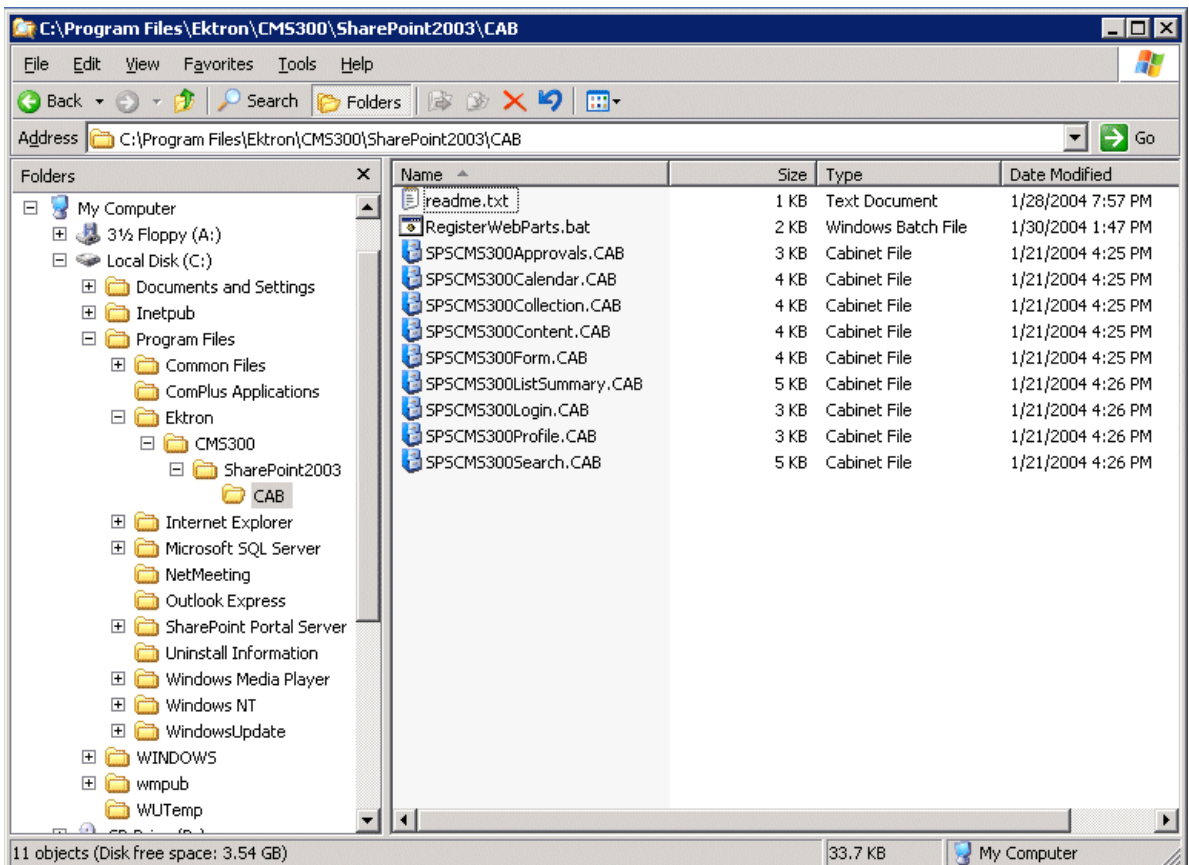 C:\Program Files\Ektron\CMS300\SharePoint2003\CAB
File Edit View Favorites Tools Help
Back Search Folders
Address C:\Program Files\Ektron\CMS300\SharePoint2003\CAB Go
Folders
My Computer
3½ Floppy (A:)
Local Disk (C:)
Documents and Settings
Inetpub
Program Files
Common Files
ComPlus Applications
Ektron
CMS300
SharePoint2003
CAB
Internet Explorer
Microsoft SQL Server
NetMeeting
Outlook Express
SharePoint Portal Server
Uninstall Information
Windows Media Player
Windows NT
WindowsUpdate
WINDOWS
wmpub
WUTemp
Name Size Type Date Modified
readme.txt 1 KB Text Document 1/28/2004 7:57 PM
RegisterWebParts.bat 2 KB Windows Batch File 1/30/2004 1:47 PM
SPSCMS300Approvals.CAB 3 KB Cabinet File 1/21/2004 4:25 PM
SPSCMS300Calendar.CAB 4 KB Cabinet File 1/21/2004 4:25 PM
SPSCMS300Collection.CAB 4 KB Cabinet File 1/21/2004 4:25 PM
SPSCMS300Content.CAB 4 KB Cabinet File 1/21/2004 4:25 PM
SPSCMS300Form.CAB 4 KB Cabinet File 1/21/2004 4:25 PM
SPSCMS300ListSummary.CAB 5 KB Cabinet File 1/21/2004 4:26 PM
SPSCMS300Login.CAB 3 KB Cabinet File 1/21/2004 4:26 PM
SPSCMS300Profile.CAB 3 KB Cabinet File 1/21/2004 4:26 PM
SPSCMS300Search.CAB 5 KB Cabinet File 1/21/2004 4:26 PM
11 objects (Disk free space: 3.54 GB) 33.7 KB My Computer